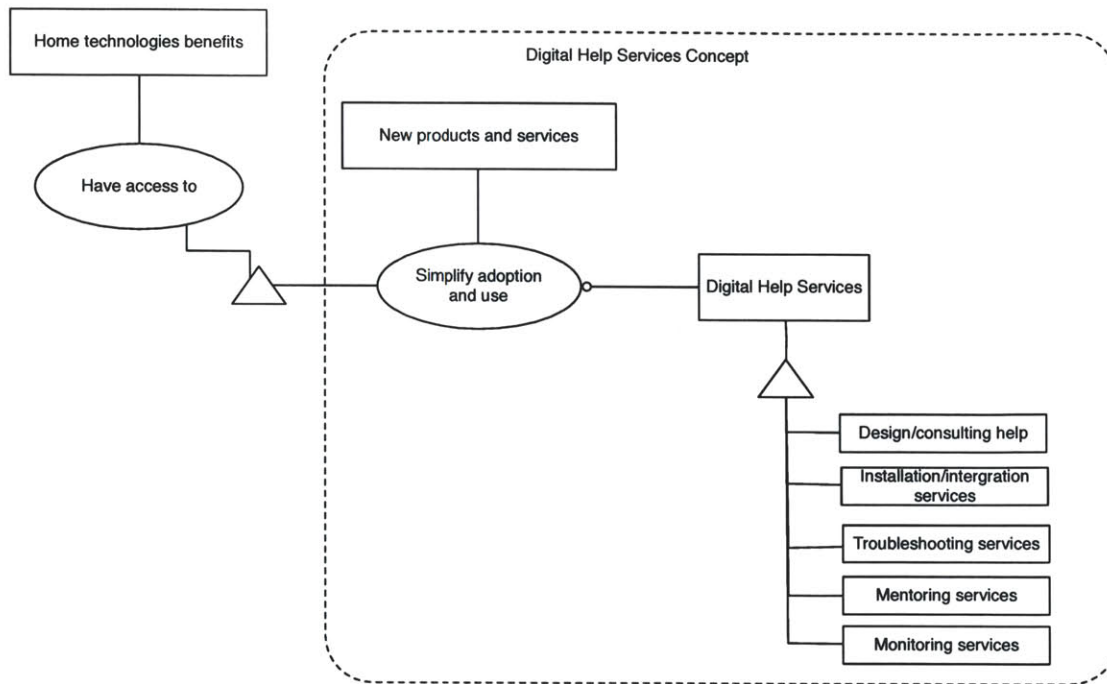 Home technologies benefits
Digital Help Services Concept
New products and services
Have access to
Simplify adoption
and use
Digital Help Services
Design/consulting help
Installation/intergration
services
Troubleshooting services
Mentoring services
Monitoring services